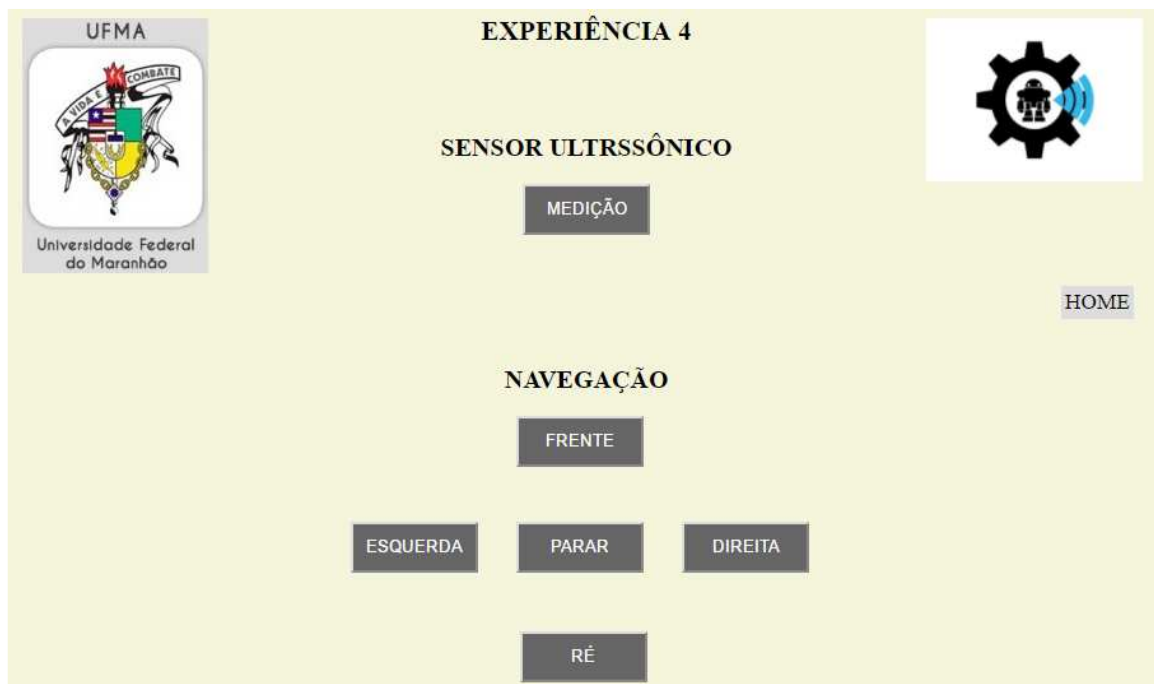 UFMA
EXPERIÊNCIA 4
A VIDA E COMBATE
SENSOR ULTRSSÔNICO
MEDIÇÃO
Universidade Federal
do Maranhão
HOME
NAVEGAÇÃO
FRENTE
ESQUERDA PARAR DIREITA
RÉ